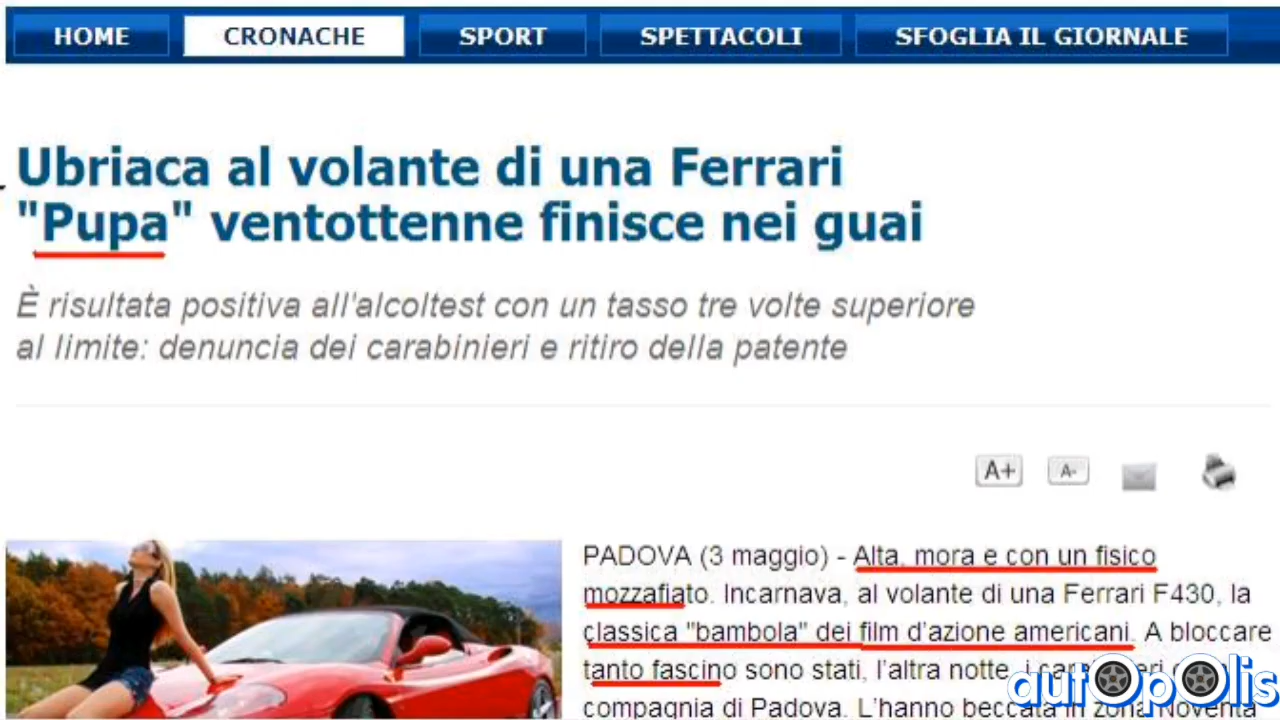 HOME CRONACHE SPORT SPETTACOLI SFOGLIA IL GIORNALE
Ubriaca al volante di una Ferrari
"Pupa" ventottenne finisce nei guai
È risultata positiva all'alcoltest con un tasso tre volte superiore
al limite: denuncia dei carabinieri e ritiro della patente
A+ A-
PADOVA (3 maggio) - Alta, mora e con un fisico
mozzafiato. Incarnava, al volante di una Ferrari F430, la
classica "bambola" dei film d'azione americani. A bloccare
tanto fascino sono stati, l'altra notte, i
autopolis
compagnia di Padova. L'hanno beccata in zona Noventa